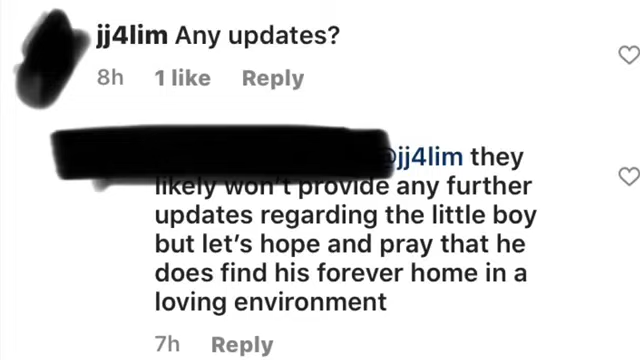 jj4lim Any updates?
8h 1 like Reply
@jj4lim they
likely won't provide any further
updates regarding the little boy
but let's hope and pray that he
does find his forever home in a
loving environment
7h Reply